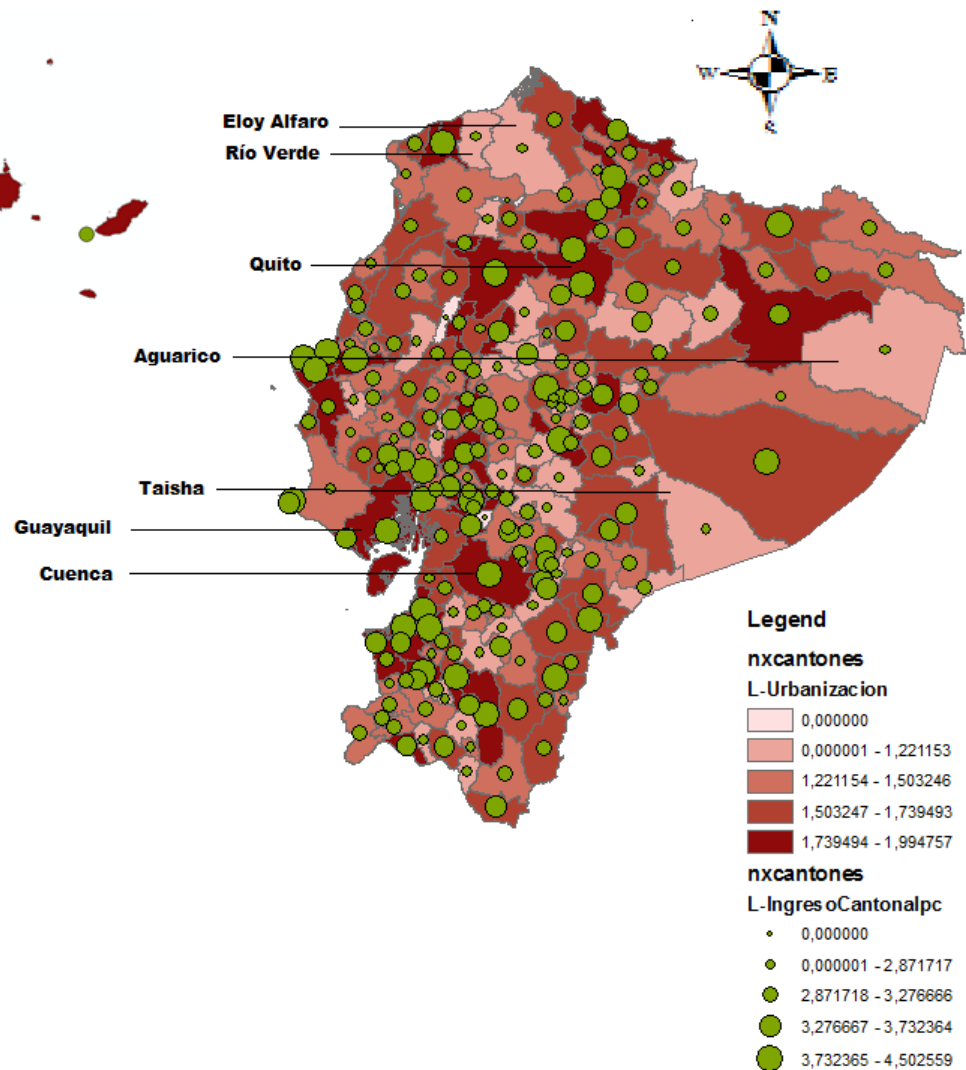 N
W
E
S
Eloy Alfaro
Río Verde
Quito
Aguarico
Taisha
Guayaquil
Cuenca
Legend
nxcantones
L-Urbanizacion
0,000000
0,000001 - 1,221153
1,221154 - 1,503246
1,503247 - 1,739493
1,739494 - 1,994757
nxcantones
L-IngresoCantonalpc
0,000000
0,000001 - 2,871717
2,871718 - 3,276666
3,276667 - 3,732364
3,732365 - 4,502559